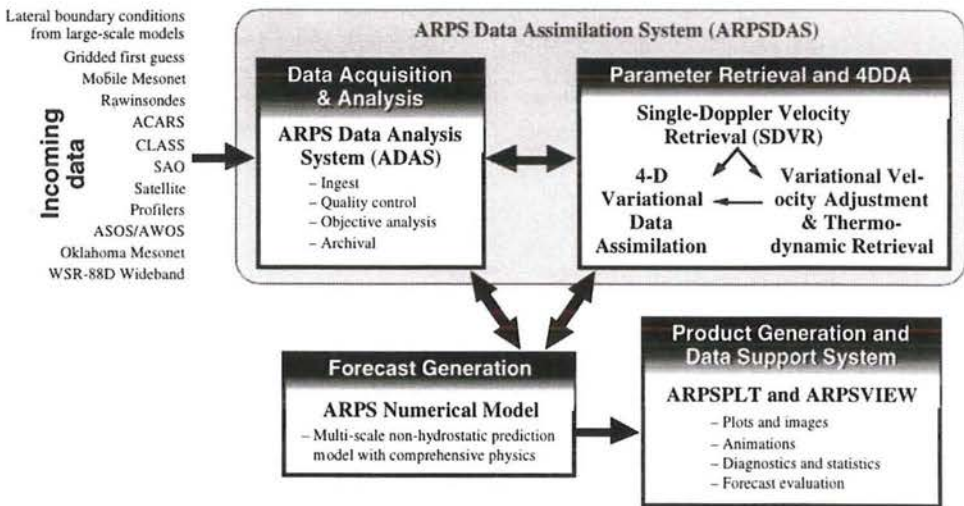 Lateral boundary conditions
from large-scale models
Gridded first guess
Mobile Mesonet
Rawinsondes
ACARS
CLASS
SAO
Satellite
Profilers
ASOS/AWOS
Oklahoma Mesonet
WSR-88D Wideband
Incoming
data
ARPS Data Assimilation System (ARPSDAS)
Data Acquisition
& Analysis
ARPS Data Analysis
System (ADAS)
– Ingest
– Quality control
– Objective analysis
– Archival
Parameter Retrieval and 4DDA
Single-Doppler Velocity
Retrieval (SDVR)
4-D
Variational
Data
Assimilation
Variational Vel-
ocity Adjustment
& Thermo-
dynamic Retrieval
Forecast Generation
ARPS Numerical Model
– Multi-scale non-hydrostatic prediction
model with comprehensive physics
Product Generation and
Data Support System
ARPSPLT and ARPSVIEW
– Plots and images
– Animations
– Diagnostics and statistics
– Forecast evaluation